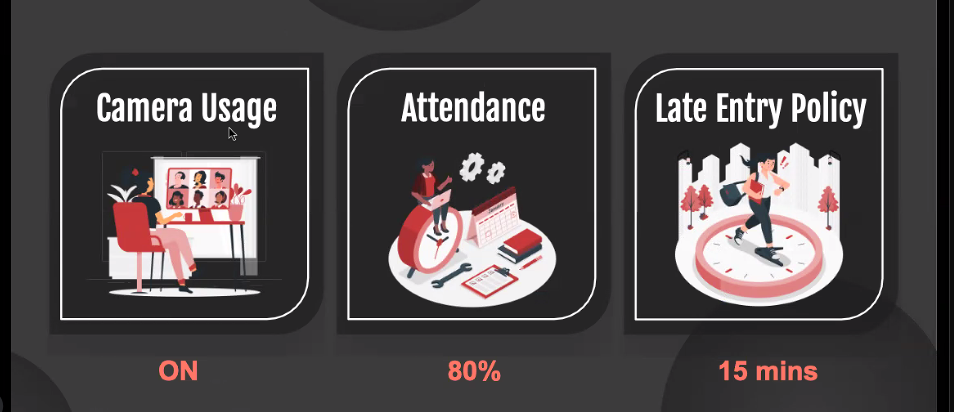 Camera Usage
Attendance
Late Entry Policy
ON
80%
15 mins